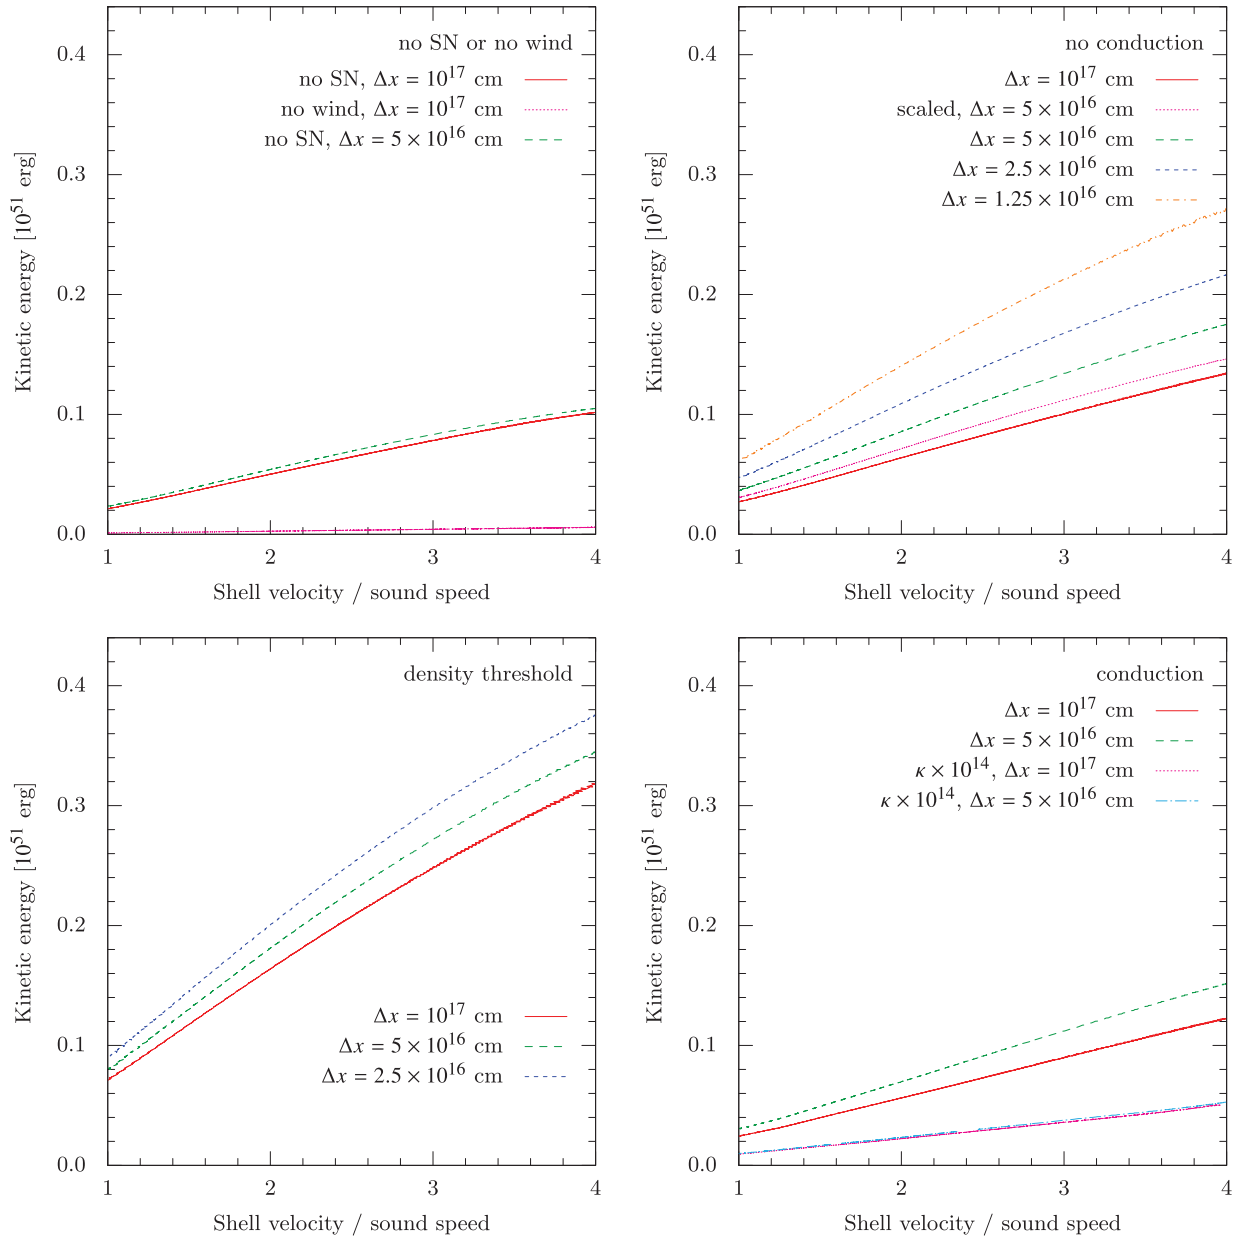 no SN or no wind
no SN, Δx = 10^17 cm
no wind, Δx = 10^17 cm
no SN, Δx = 5 × 10^16 cm
Kinetic energy [10^51 erg]
0.4
0.3
0.2
0.1
0.0
1 2 3 4
Shell velocity / sound speed
no conduction
Δx = 10^17 cm
scaled, Δx = 5 × 10^16 cm
Δx = 5 × 10^16 cm
Δx = 2.5 × 10^16 cm
Δx = 1.25 × 10^16 cm
Kinetic energy [10^51 erg]
0.4
0.3
0.2
0.1
0.0
1 2 3 4
Shell velocity / sound speed
density threshold
Δx = 10^17 cm
Δx = 5 × 10^16 cm
Δx = 2.5 × 10^16 cm
Kinetic energy [10^51 erg]
0.4
0.3
0.2
0.1
0.0
1 2 3 4
Shell velocity / sound speed
conduction
Δx = 10^17 cm
Δx = 5 × 10^16 cm
κ × 10^14, Δx = 10^17 cm
κ × 10^14, Δx = 5 × 10^16 cm
Kinetic energy [10^51 erg]
0.4
0.3
0.2
0.1
0.0
1 2 3 4
Shell velocity / sound speed